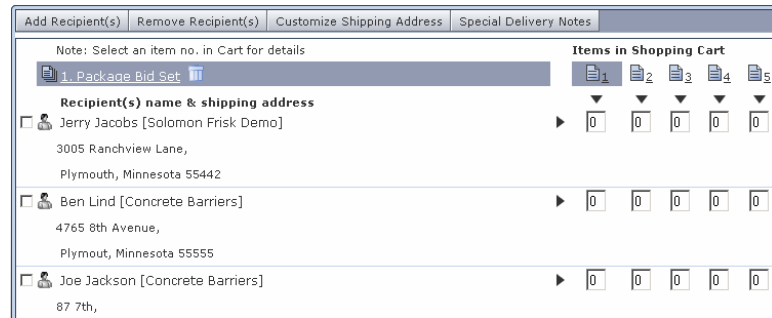 Add Recipient(s) Remove Recipient(s) Customize Shipping Address Special Delivery Notes
Note: Select an item no. in Cart for details Items in Shopping Cart
1. Package Bid Set 1 2 3 4 5
Recipient(s) name & shipping address
Jerry Jacobs [Solomon Frisk Demo] 0 0 0 0 0
3005 Ranchview Lane,
Plymouth, Minnesota 55442
Ben Lind [Concrete Barriers] 0 0 0 0 0
4765 8th Avenue,
Plymout, Minnesota 55555
Joe Jackson [Concrete Barriers] 0 0 0 0 0
87 7th,